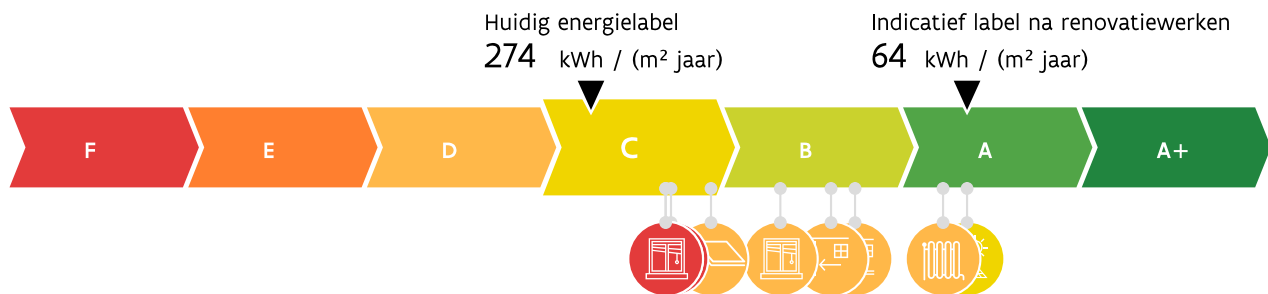 Huidig energielabel
274 kWh / (m² jaar)
Indicatief label na renovatiewerken
64 kWh / (m² jaar)
F E D C B A A+